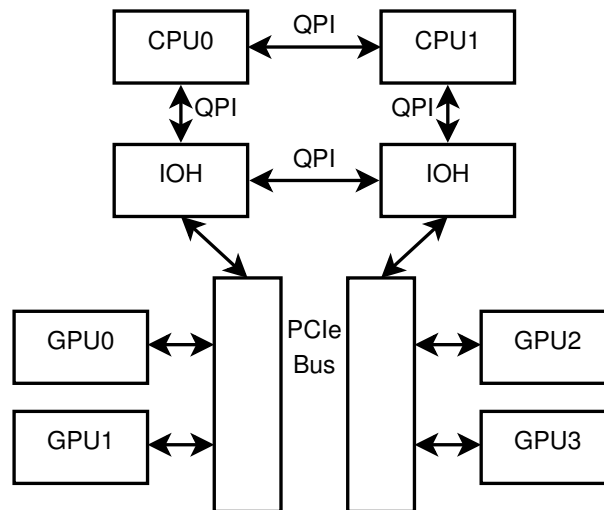 QPI
CPU0
CPU1
QPI
QPI
QPI
IOH
IOH
PCIe
Bus
GPU0
GPU2
GPU1
GPU3